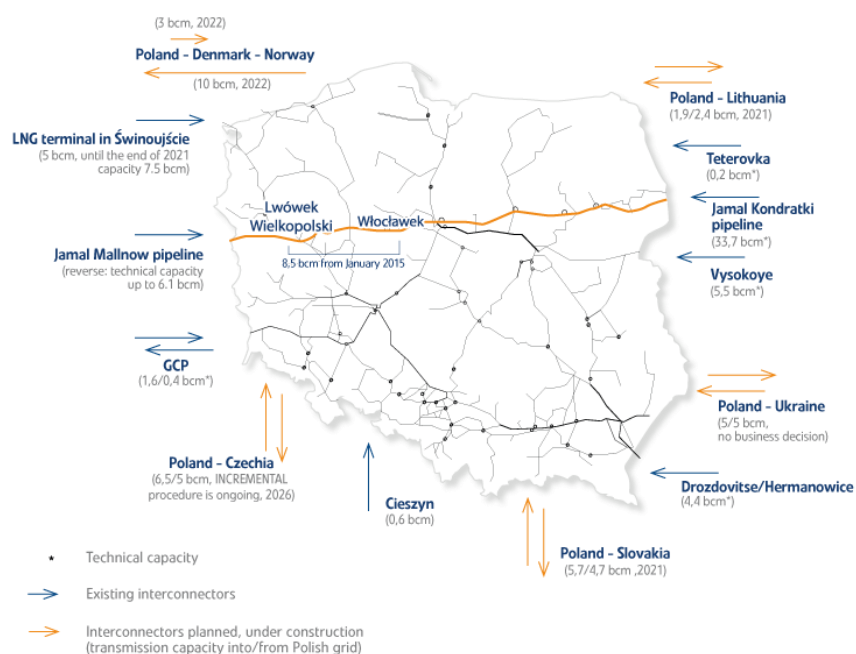 (3 bcm, 2022)
Poland - Denmark - Norway
(10 bcm, 2022)
LNG terminal in Świnoujście
(5 bcm, until the end of 2021
capacity 7.5 bcm)
Jamal Mallnow pipeline
(reverse: technical capacity
up to 6.1 bcm)
GCP
(1,6/0,4 bcm*)
Poland - Czechia
(6,5/5 bcm, INCREMENTAL
procedure is ongoing, 2026)
Cieszyn
(0,6 bcm)
Poland - Slovakia
(5,7/4,7 bcm ,2021)
Lwówek
Wielkopolski
Włocławek
8,5 bcm from January 2015
Poland - Lithuania
(1,9/2,4 bcm, 2021)
Teterovka
(0,2 bcm*)
Jamal Kondratki
pipeline
(33,7 bcm*)
Vysokoye
(5,5 bcm*)
Poland - Ukraine
(5/5 bcm,
no business decision)
Drozdovitse/Hermanowice
(4,4 bcm*)
* Technical capacity
Existing interconnectors
Interconnectors planned, under construction
(transmission capacity into/from Polish grid)